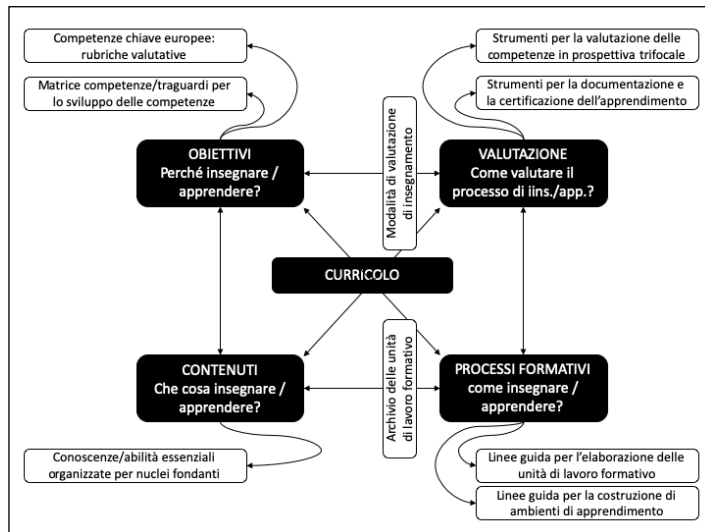 Competenze chiave europee:
rubriche valutative
Matrice competenze/traguardi per
lo sviluppo delle competenze
Strumenti per la valutazione delle
competenze in prospettiva trifocale
Strumenti per la documentazione e
la certificazione dell'apprendimento
OBIETTIVI
Perché insegnare /
apprendere?
Modalità di valutazione
di insegnamento
VALUTAZIONE
Come valutare il
processo di iins./app.?
CURRICOLO
CONTENUTI
Che cosa insegnare /
apprendere?
Archivio delle unità
di lavoro formativo
PROCESSI FORMATIVI
come insegnare /
apprendere?
Conoscenze/abilità essenziali
organizzate per nuclei fondanti
Linee guida per l'elaborazione delle
unità di lavoro formativo
Linee guida per la costruzione di
ambienti di apprendimento